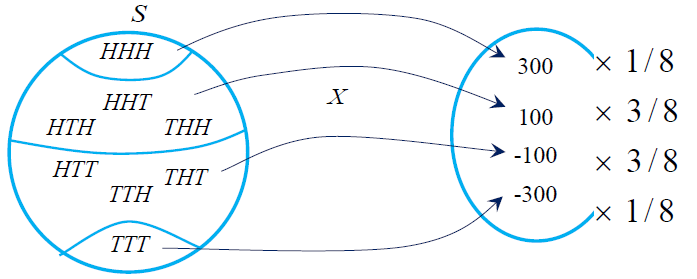 S
HHH
HHT
HTH THH
HTT THT
TTH
TTT
X
300 × 1/8
100 × 3/8
-100 × 3/8
-300 × 1/8